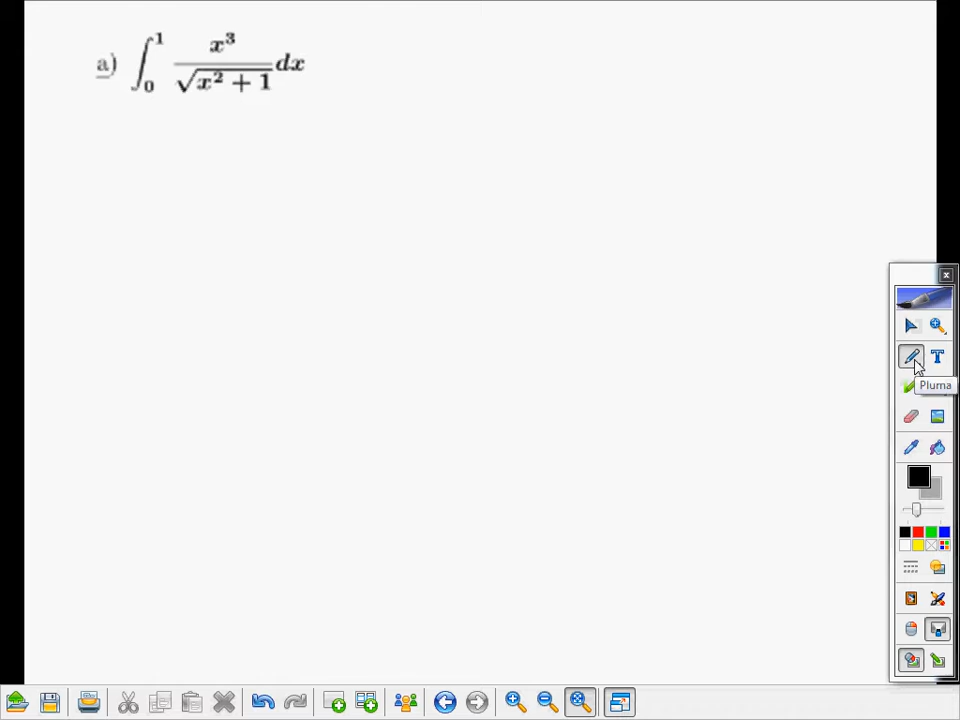 a) ∫₀¹ x³/√(x² + 1) dx
x
T
Pluma